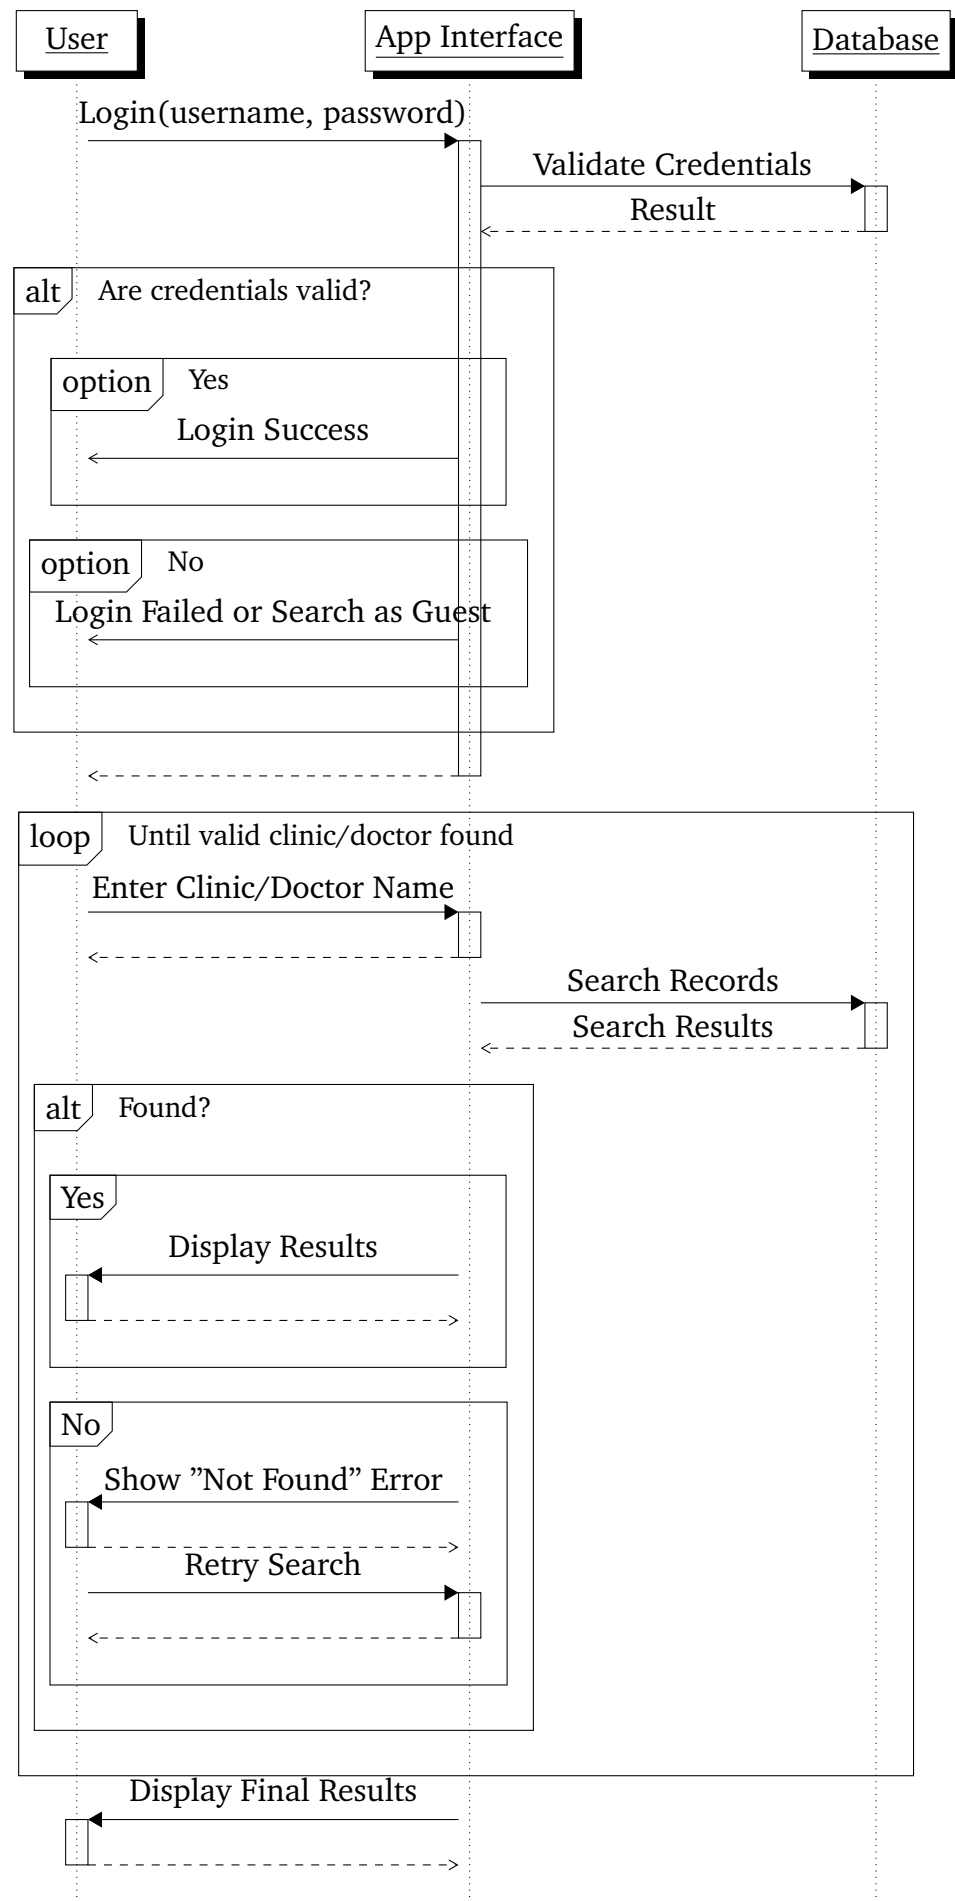 User
App Interface
Database
Login(username, password)
Validate Credentials
Result
alt
Are credentials valid?
option
Yes
Login Success
option
No
Login Failed or Search as Guest
loop
Until valid clinic/doctor found
Enter Clinic/Doctor Name
Search Records
Search Results
alt
Found?
Yes
Display Results
No
Show ”Not Found” Error
Retry Search
Display Final Results